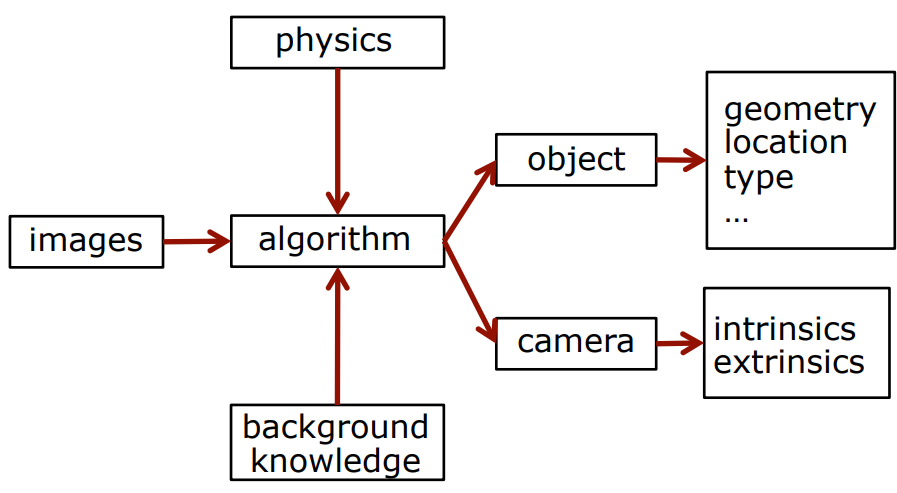 physics
images
algorithm
background
knowledge
object
camera
geometry
location
type
...
intrinsics
extrinsics